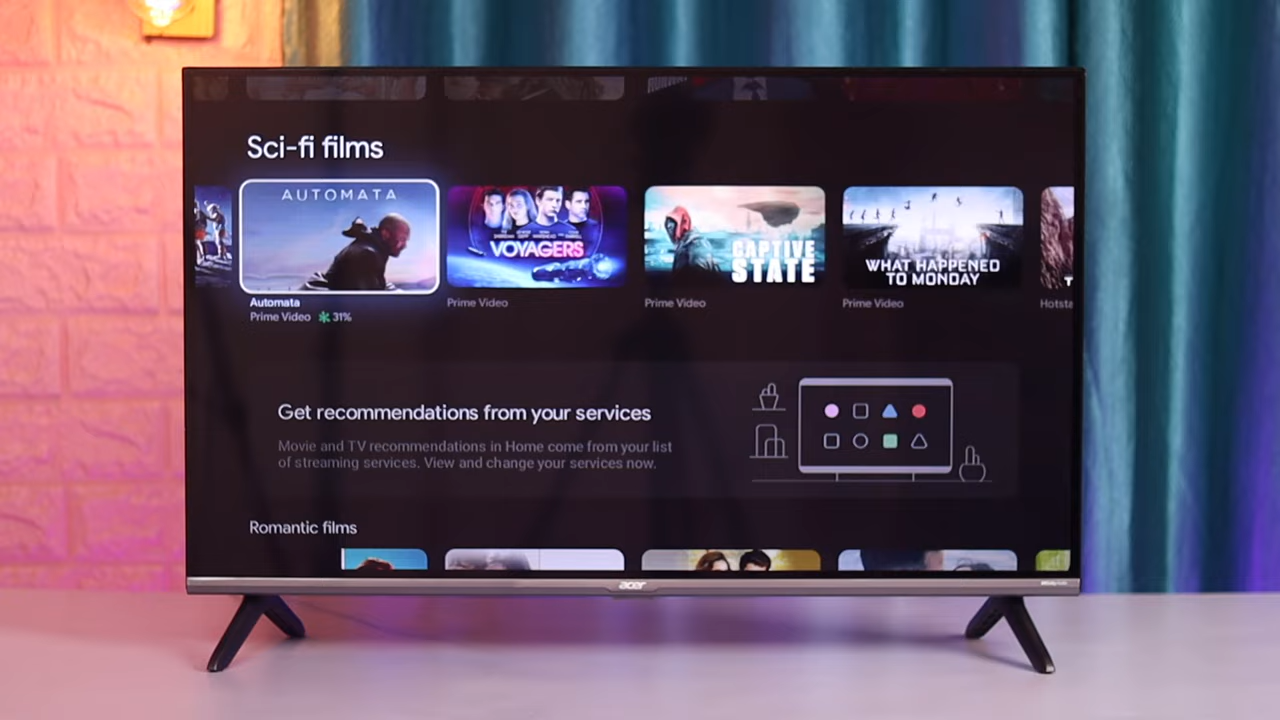 Sci-fi films
AUTOMATA
VOYAGERS
CAPTIVE
STATE
WHAT HAPPENED
TO MONDAY
Automata
Prime Video 31%
Prime Video
Prime Video
Prime Video
Hotsta
Get recommendations from your services
Movie and TV recommendations in Home come from your list
of streaming services. View and change your services now.
Romantic films
acer